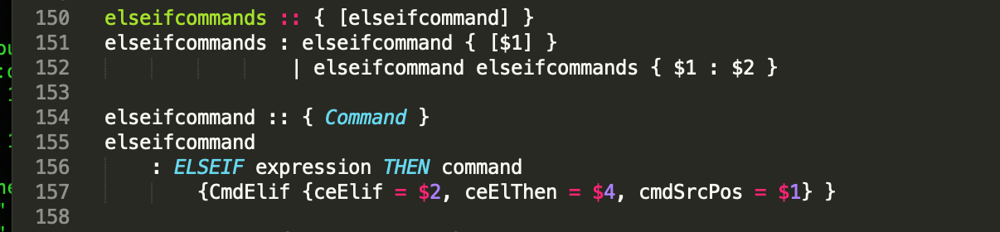 150 elseifcommands :: { [elseifcommand] }
151 elseifcommands : elseifcommand { [$1] }
152 | elseifcommand elseifcommands { $1 : $2 }
153
154 elseifcommand :: { Command }
155 elseifcommand
156 : ELSEIF expression THEN command
157 {CmdElif {ceElif = $2, ceElThen = $4, cmdSrcPos = $1} }
158